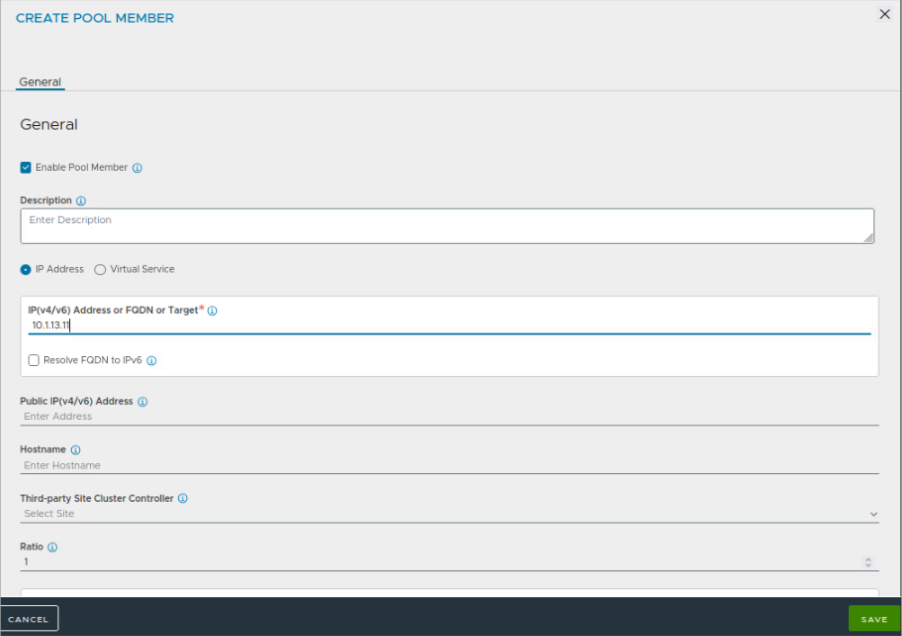 CREATE POOL MEMBER
General
General
Enable Pool Member
Description
Enter Description
IP Address Virtual Service
IP(v4/v6) Address or FQDN or Target*
10.1.13.11
Resolve FQDN to IPv6
Public IP(v4/v6) Address
Enter Address
Hostname
Enter Hostname
Third-party Site Cluster Controller
Select Site
Ratio
1
CANCEL SAVE